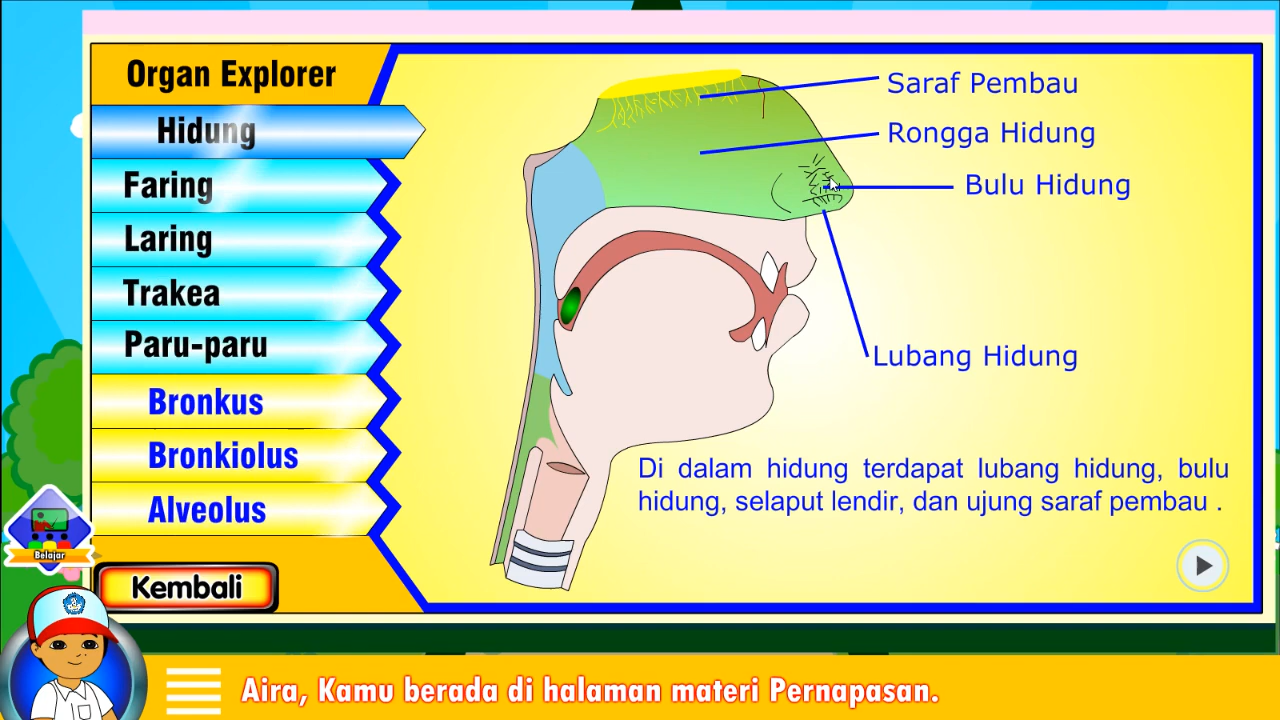 Organ Explorer
Hidung
Faring
Laring
Trakea
Paru-paru
Bronkus
Bronkiolus
Alveolus
Kembali
Belajar
Saraf Pembau
Rongga Hidung
Bulu Hidung
Lubang Hidung
Di dalam hidung terdapat lubang hidung, bulu
hidung, selaput lendir, dan ujung saraf pembau .
Aira, Kamu berada di halaman materi Pernapasan.